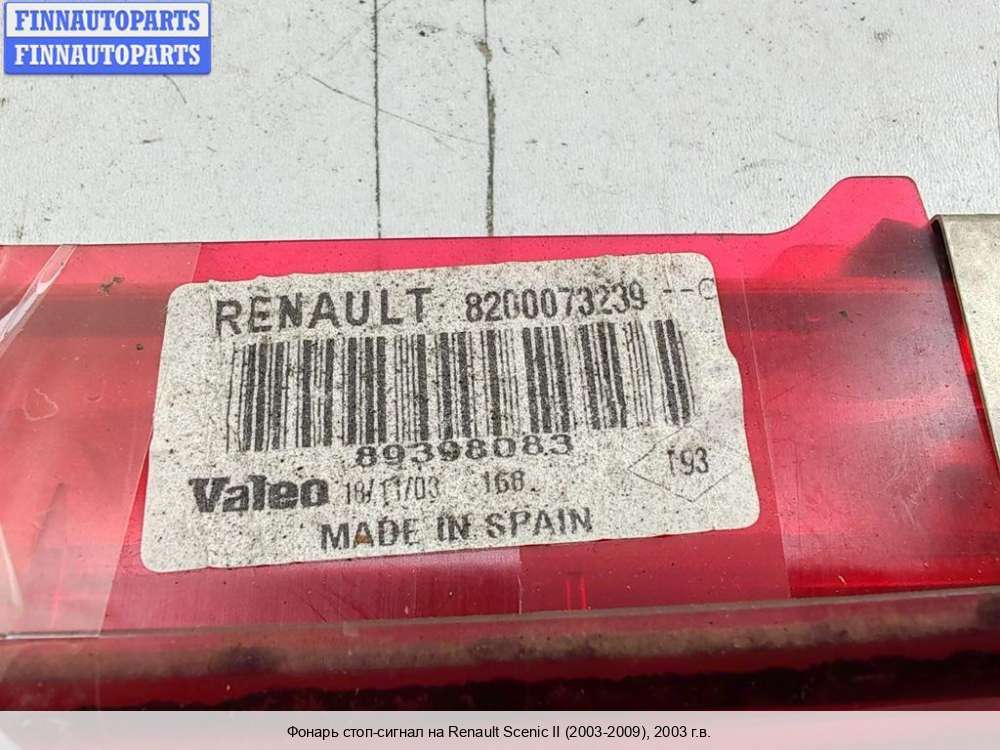 FINNAUTOPARTS
FINNAUTOPARTS
RENAULT 8200073239 --C
89398083
Valeo 18/11/03 168 T93
MADE IN SPAIN
Фонарь стоп-сигнал на Renault Scenic II (2003-2009), 2003 г.в.